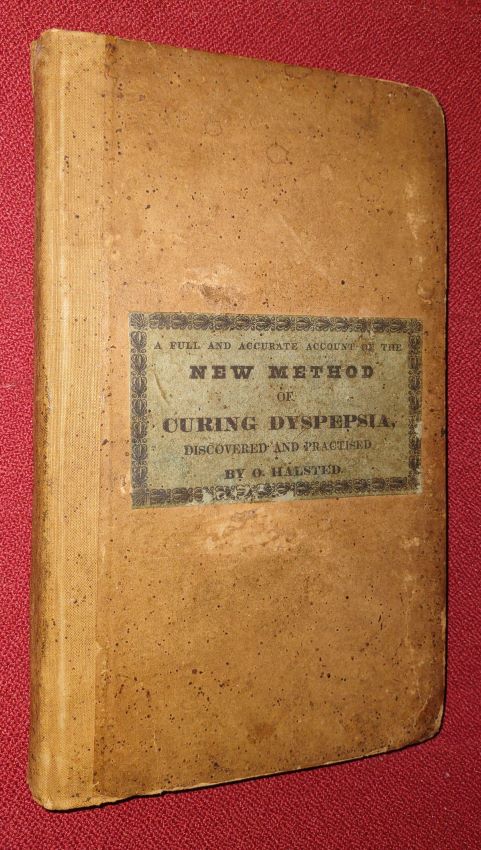 A FULL AND ACCURATE ACCOUNT OF THE
NEW METHOD
OF
CURING DYSPEPSIA,
DISCOVERED AND PRACTISED
BY O. HALSTED.